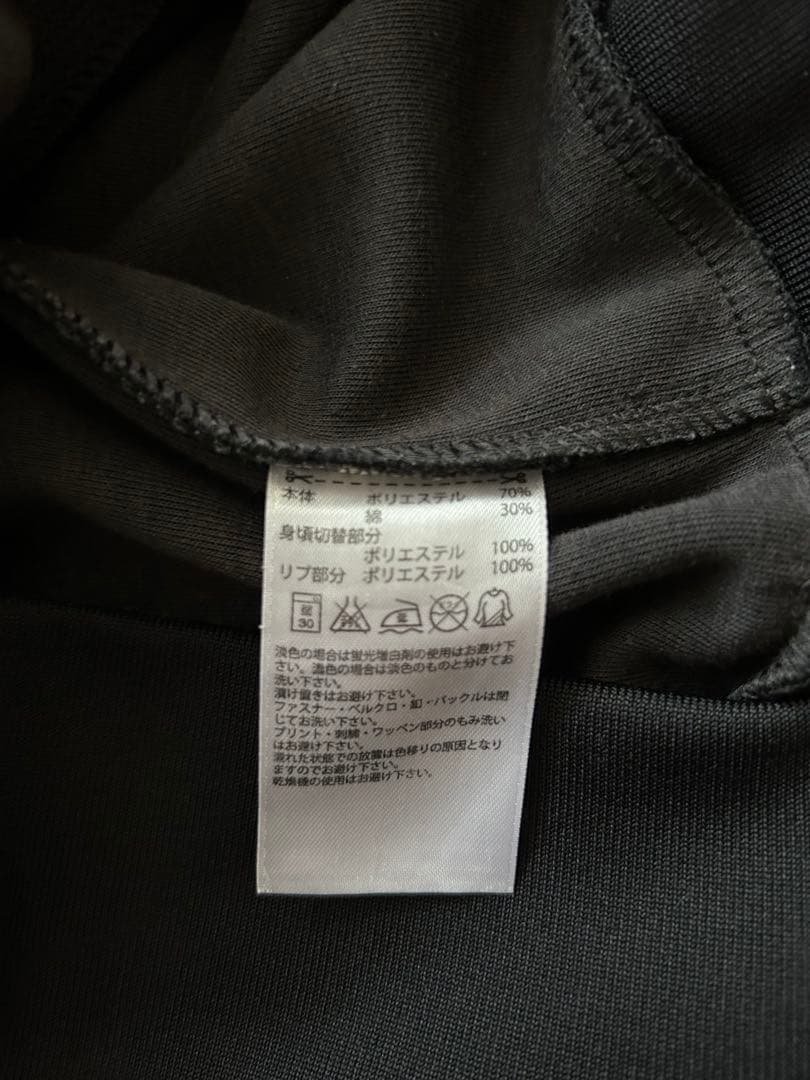 本体 ポリエステル 70%
綿 30%
身頃切替部分
ポリエステル 100%
リブ部分 ポリエステル 100%
30
淡色の場合は蛍光増白剤の使用はお避け下
さい。濃色の場合は淡色のものと分けてお
洗い下さい。
漬け置きはお避け下さい。
ファスナー・ベルクロ・釦・バックルは閉
じてお洗い下さい。
プリント・刺繍・ワッペン部分のもみ洗い
はお避け下さい。
濡れた状態での放置は色移りの原因となり
ますのでお避け下さい。
乾燥機の使用はお避け下さい。